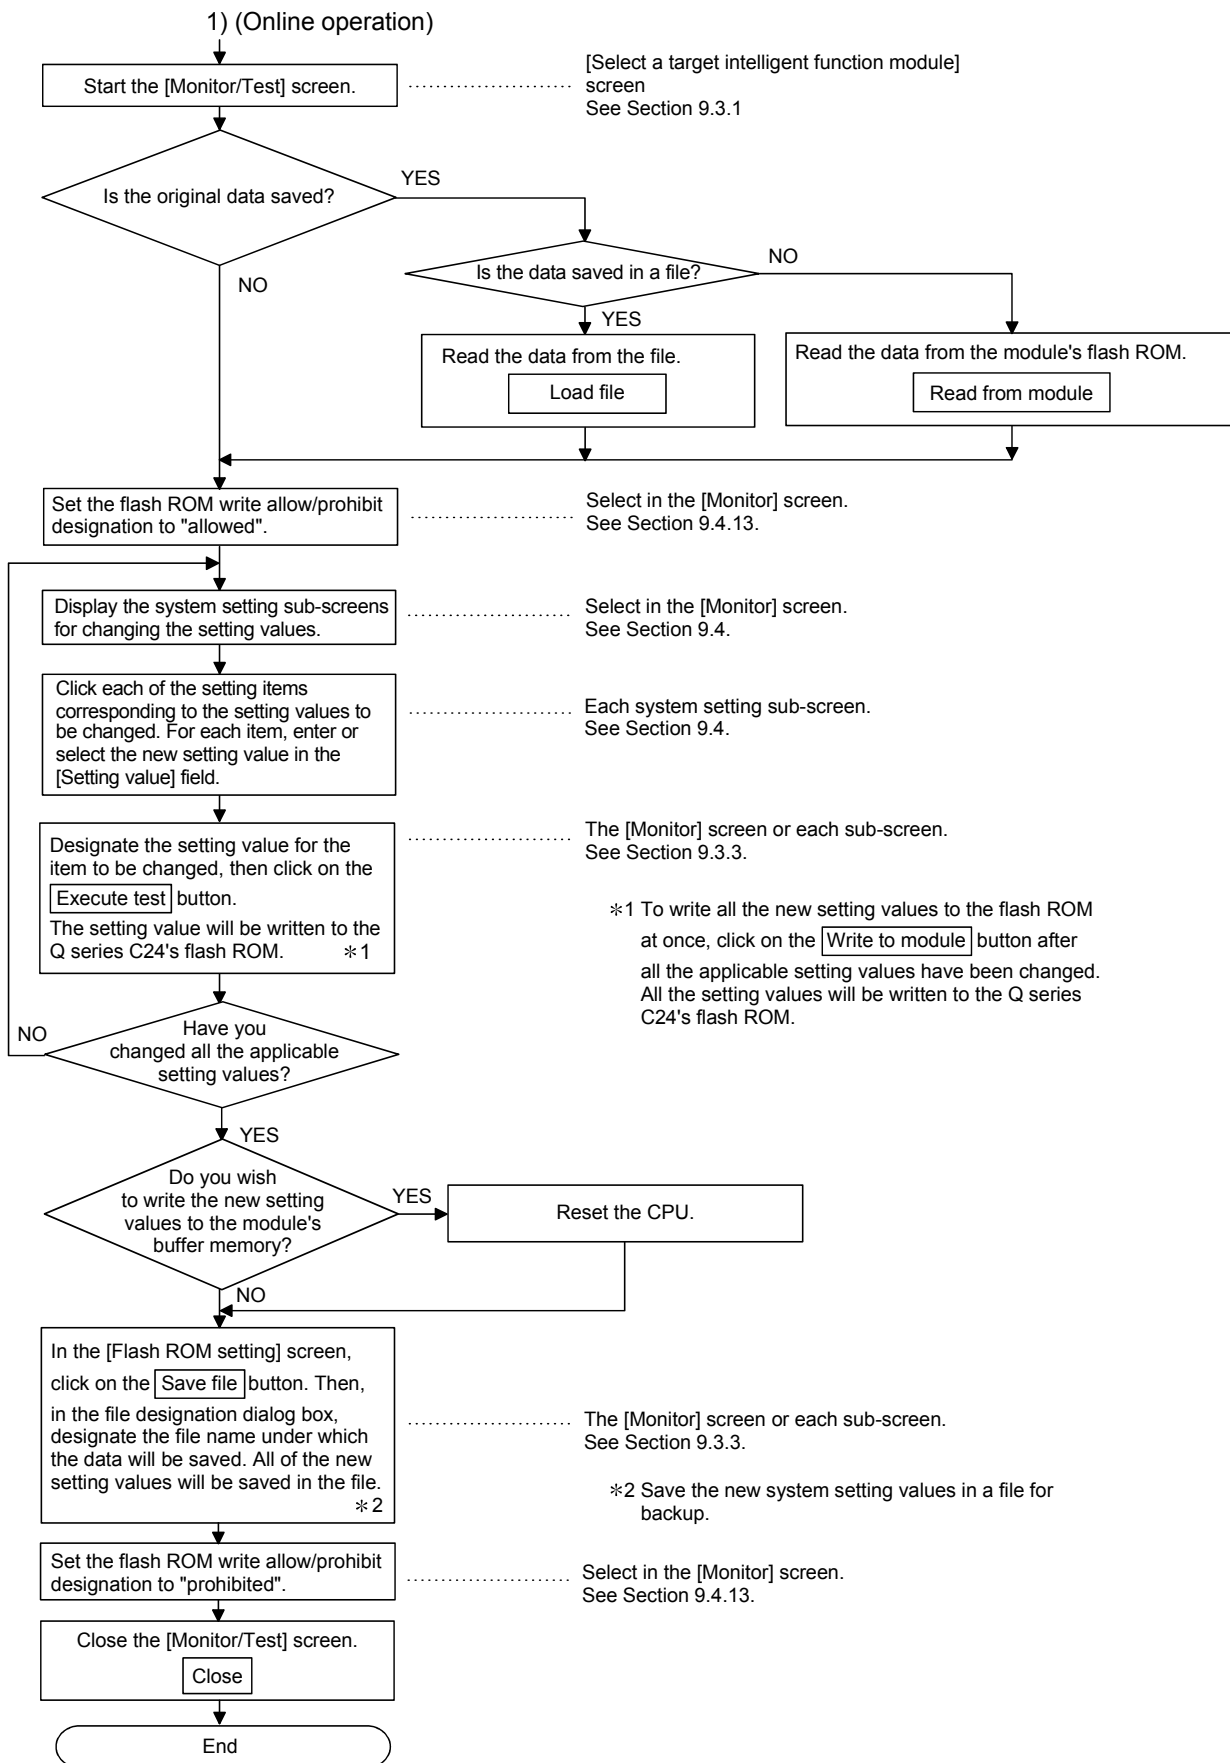 1) (Online operation)
Start the [Monitor/Test] screen.
[Select a target intelligent function module]
screen
See Section 9.3.1
Is the original data saved?
YES
NO
Is the data saved in a file?
NO
YES
Read the data from the file.
Load file
Read the data from the module's flash ROM.
Read from module
Set the flash ROM write allow/prohibit
designation to "allowed".
Select in the [Monitor] screen.
See Section 9.4.13.
Display the system setting sub-screens
for changing the setting values.
Select in the [Monitor] screen.
See Section 9.4.
Click each of the setting items
corresponding to the setting values to
be changed. For each item, enter or
select the new setting value in the
[Setting value] field.
Each system setting sub-screen.
See Section 9.4.
Designate the setting value for the
item to be changed, then click on the
Execute test button.
The setting value will be written to the
Q series C24's flash ROM. *1
The [Monitor] screen or each sub-screen.
See Section 9.3.3.
*1 To write all the new setting values to the flash ROM
at once, click on the Write to module button after
all the applicable setting values have been changed.
All the setting values will be written to the Q series
C24's flash ROM.
NO
Have you
changed all the applicable
setting values?
YES
Do you wish
to write the new setting
values to the module's
buffer memory?
YES
Reset the CPU.
NO
In the [Flash ROM setting] screen,
click on the Save file button. Then,
in the file designation dialog box,
designate the file name under which
the data will be saved. All of the new
setting values will be saved in the file.
*2
The [Monitor] screen or each sub-screen.
See Section 9.3.3.
*2 Save the new system setting values in a file for
backup.
Set the flash ROM write allow/prohibit
designation to "prohibited".
Select in the [Monitor] screen.
See Section 9.4.13.
Close the [Monitor/Test] screen.
Close
End